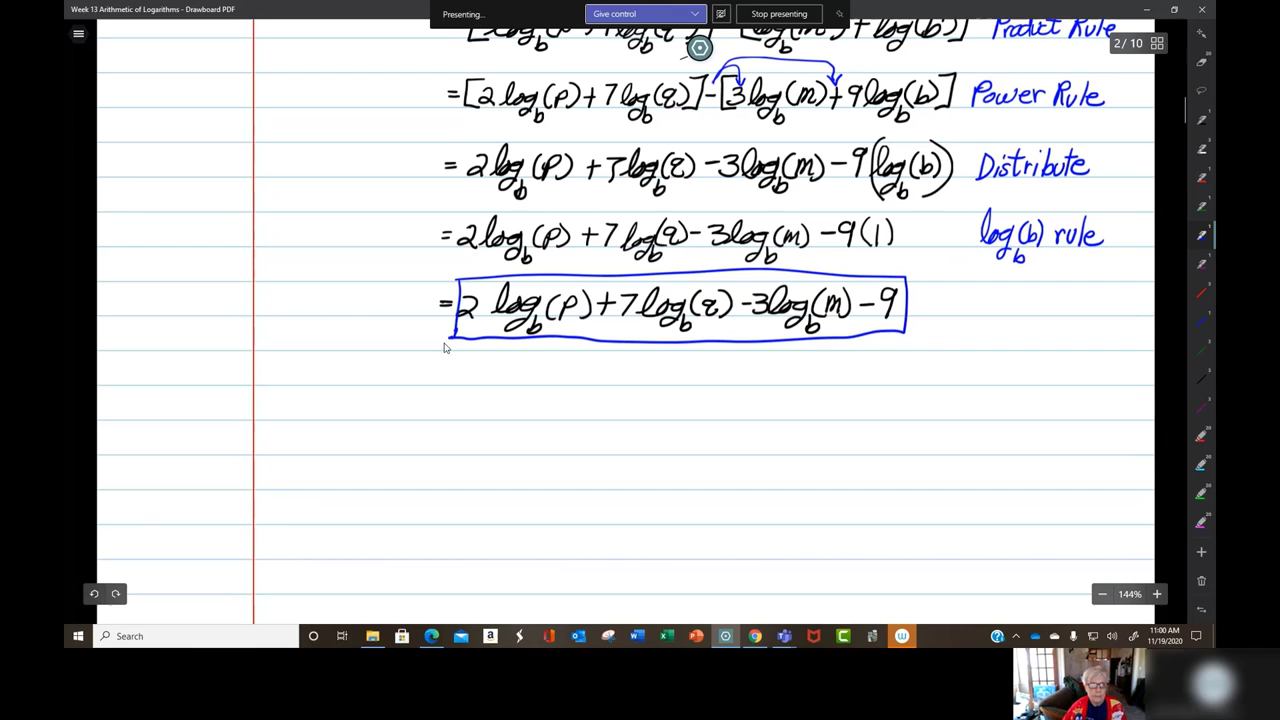 Week 13 Arithmetic of Logarithms - Drawboard PDF
Presenting...
Give control
Stop presenting
2 / 10
Product Rule
= [2 log_b(p) + 7 log_b(q)] - [3 log_b(m) + 9 log_b(b)] Power Rule
= 2 log_b(p) + 7 log_b(q) - 3 log_b(m) - 9 (log_b(b)) Distribute
= 2 log_b(p) + 7 log_b(q) - 3 log_b(m) - 9(1) log_b(b) rule
= 2 log_b(p) + 7 log_b(q) - 3 log_b(m) - 9
144%
Search
11:00 AM
11/19/2020